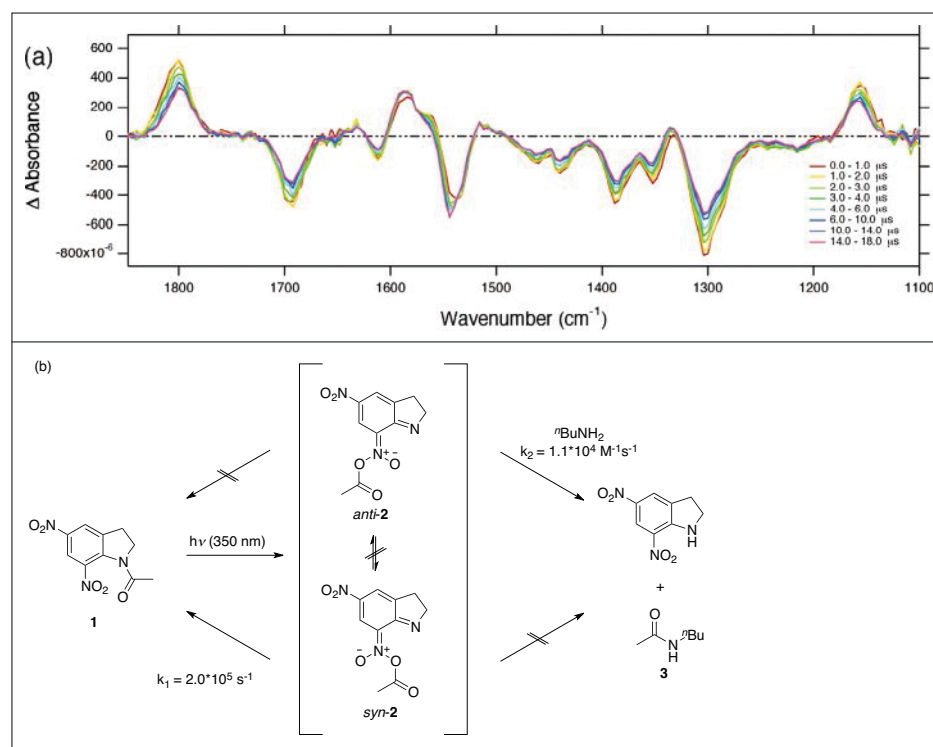 (a)
600
400
200
0
-200
-400
-600
-800x10⁻⁶
Δ Absorbance
0.0 - 1.0 μs
1.0 - 2.0 μs
2.0 - 3.0 μs
3.0 - 4.0 μs
4.0 - 6.0 μs
6.0 - 10.0 μs
10.0 - 14.0 μs
14.0 - 18.0 μs
1800 1700 1600 1500 1400 1300 1200 1100
Wavenumber (cm⁻¹)
(b)
O₂N
N
N⁺
O
O⁻
O
anti-2
ⁿBuNH₂
k₂ = 1.1*10⁴ M⁻¹s⁻¹
O₂N
N
NO₂
O
1
hν (350 nm)
k₁ = 2.0*10⁵ s⁻¹
O₂N
N
⁻O
N⁺
O
O
syn-2
O₂N
NO₂
N
H
+
O
N
H
ⁿBu
3